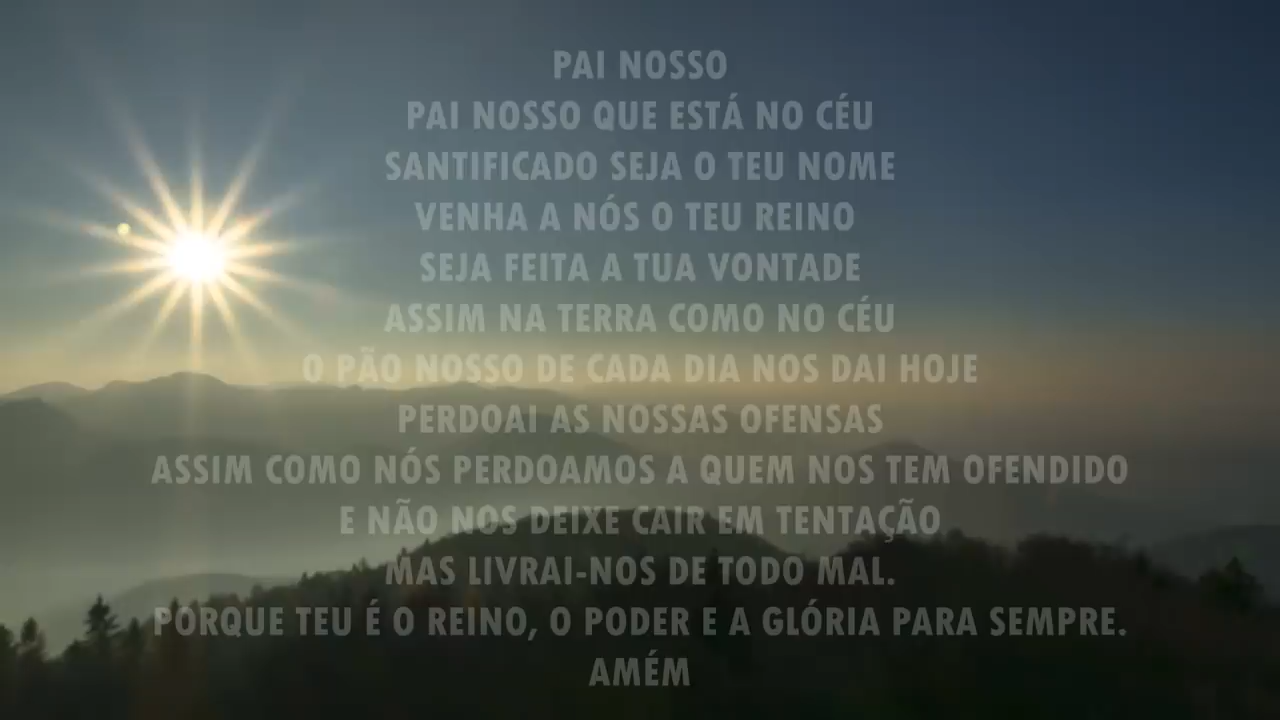 PAI NOSSO
PAI NOSSO QUE ESTÁ NO CÉU
SANTIFICADO SEJA O TEU NOME
VENHA A NÓS O TEU REINO
SEJA FEITA A TUA VONTADE
ASSIM NA TERRA COMO NO CÉU
O PÃO NOSSO DE CADA DIA NOS DAI HOJE
PERDOAI AS NOSSAS OFENSAS
ASSIM COMO NÓS PERDOAMOS A QUEM NOS TEM OFENDIDO
E NÃO NOS DEIXE CAIR EM TENTAÇÃO
MAS LIVRAI-NOS DE TODO MAL.
PORQUE TEU É O REINO, O PODER E A GLÓRIA PARA SEMPRE.
AMÉM